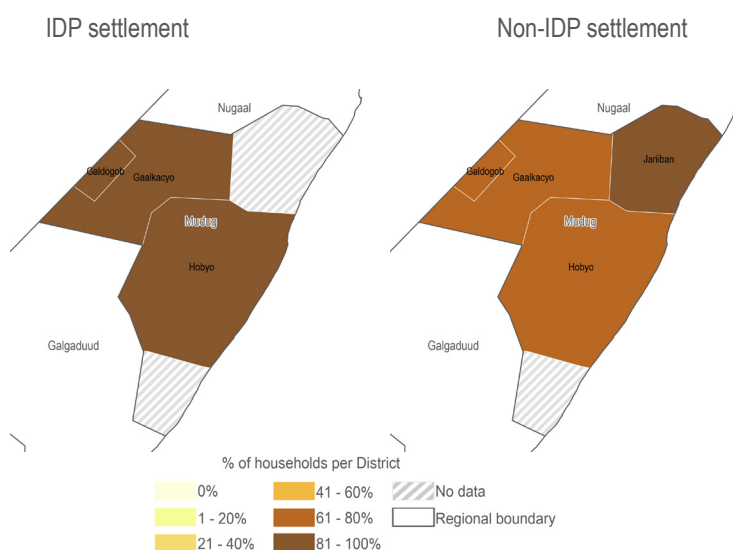 IDP settlement
Non-IDP settlement
Nugaal
Galdogob
Gaalkacyo
Mudug
Hobyo
Galgaduud
Nugaal
Jariiban
Galdogob
Gaalkacyo
Mudug
Hobyo
Galgaduud
% of households per District
0%
1 - 20%
21 - 40%
41 - 60%
61 - 80%
81 - 100%
No data
Regional boundary